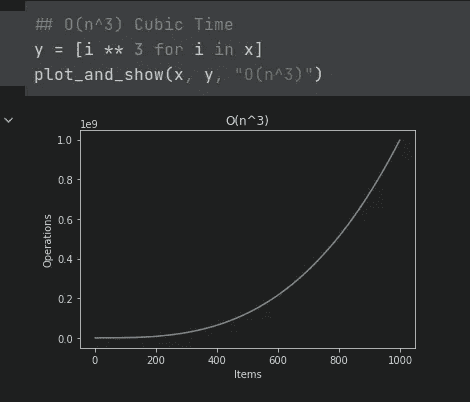 ## O(n^3) Cubic Time
y = [i ** 3 for i in x]
plot_and_show(x, y, "O(n^3)")
1e9
O(n^3)
1.0
0.8
0.6
0.4
0.2
0.0
Operations
0 200 400 600 800 1000
Items